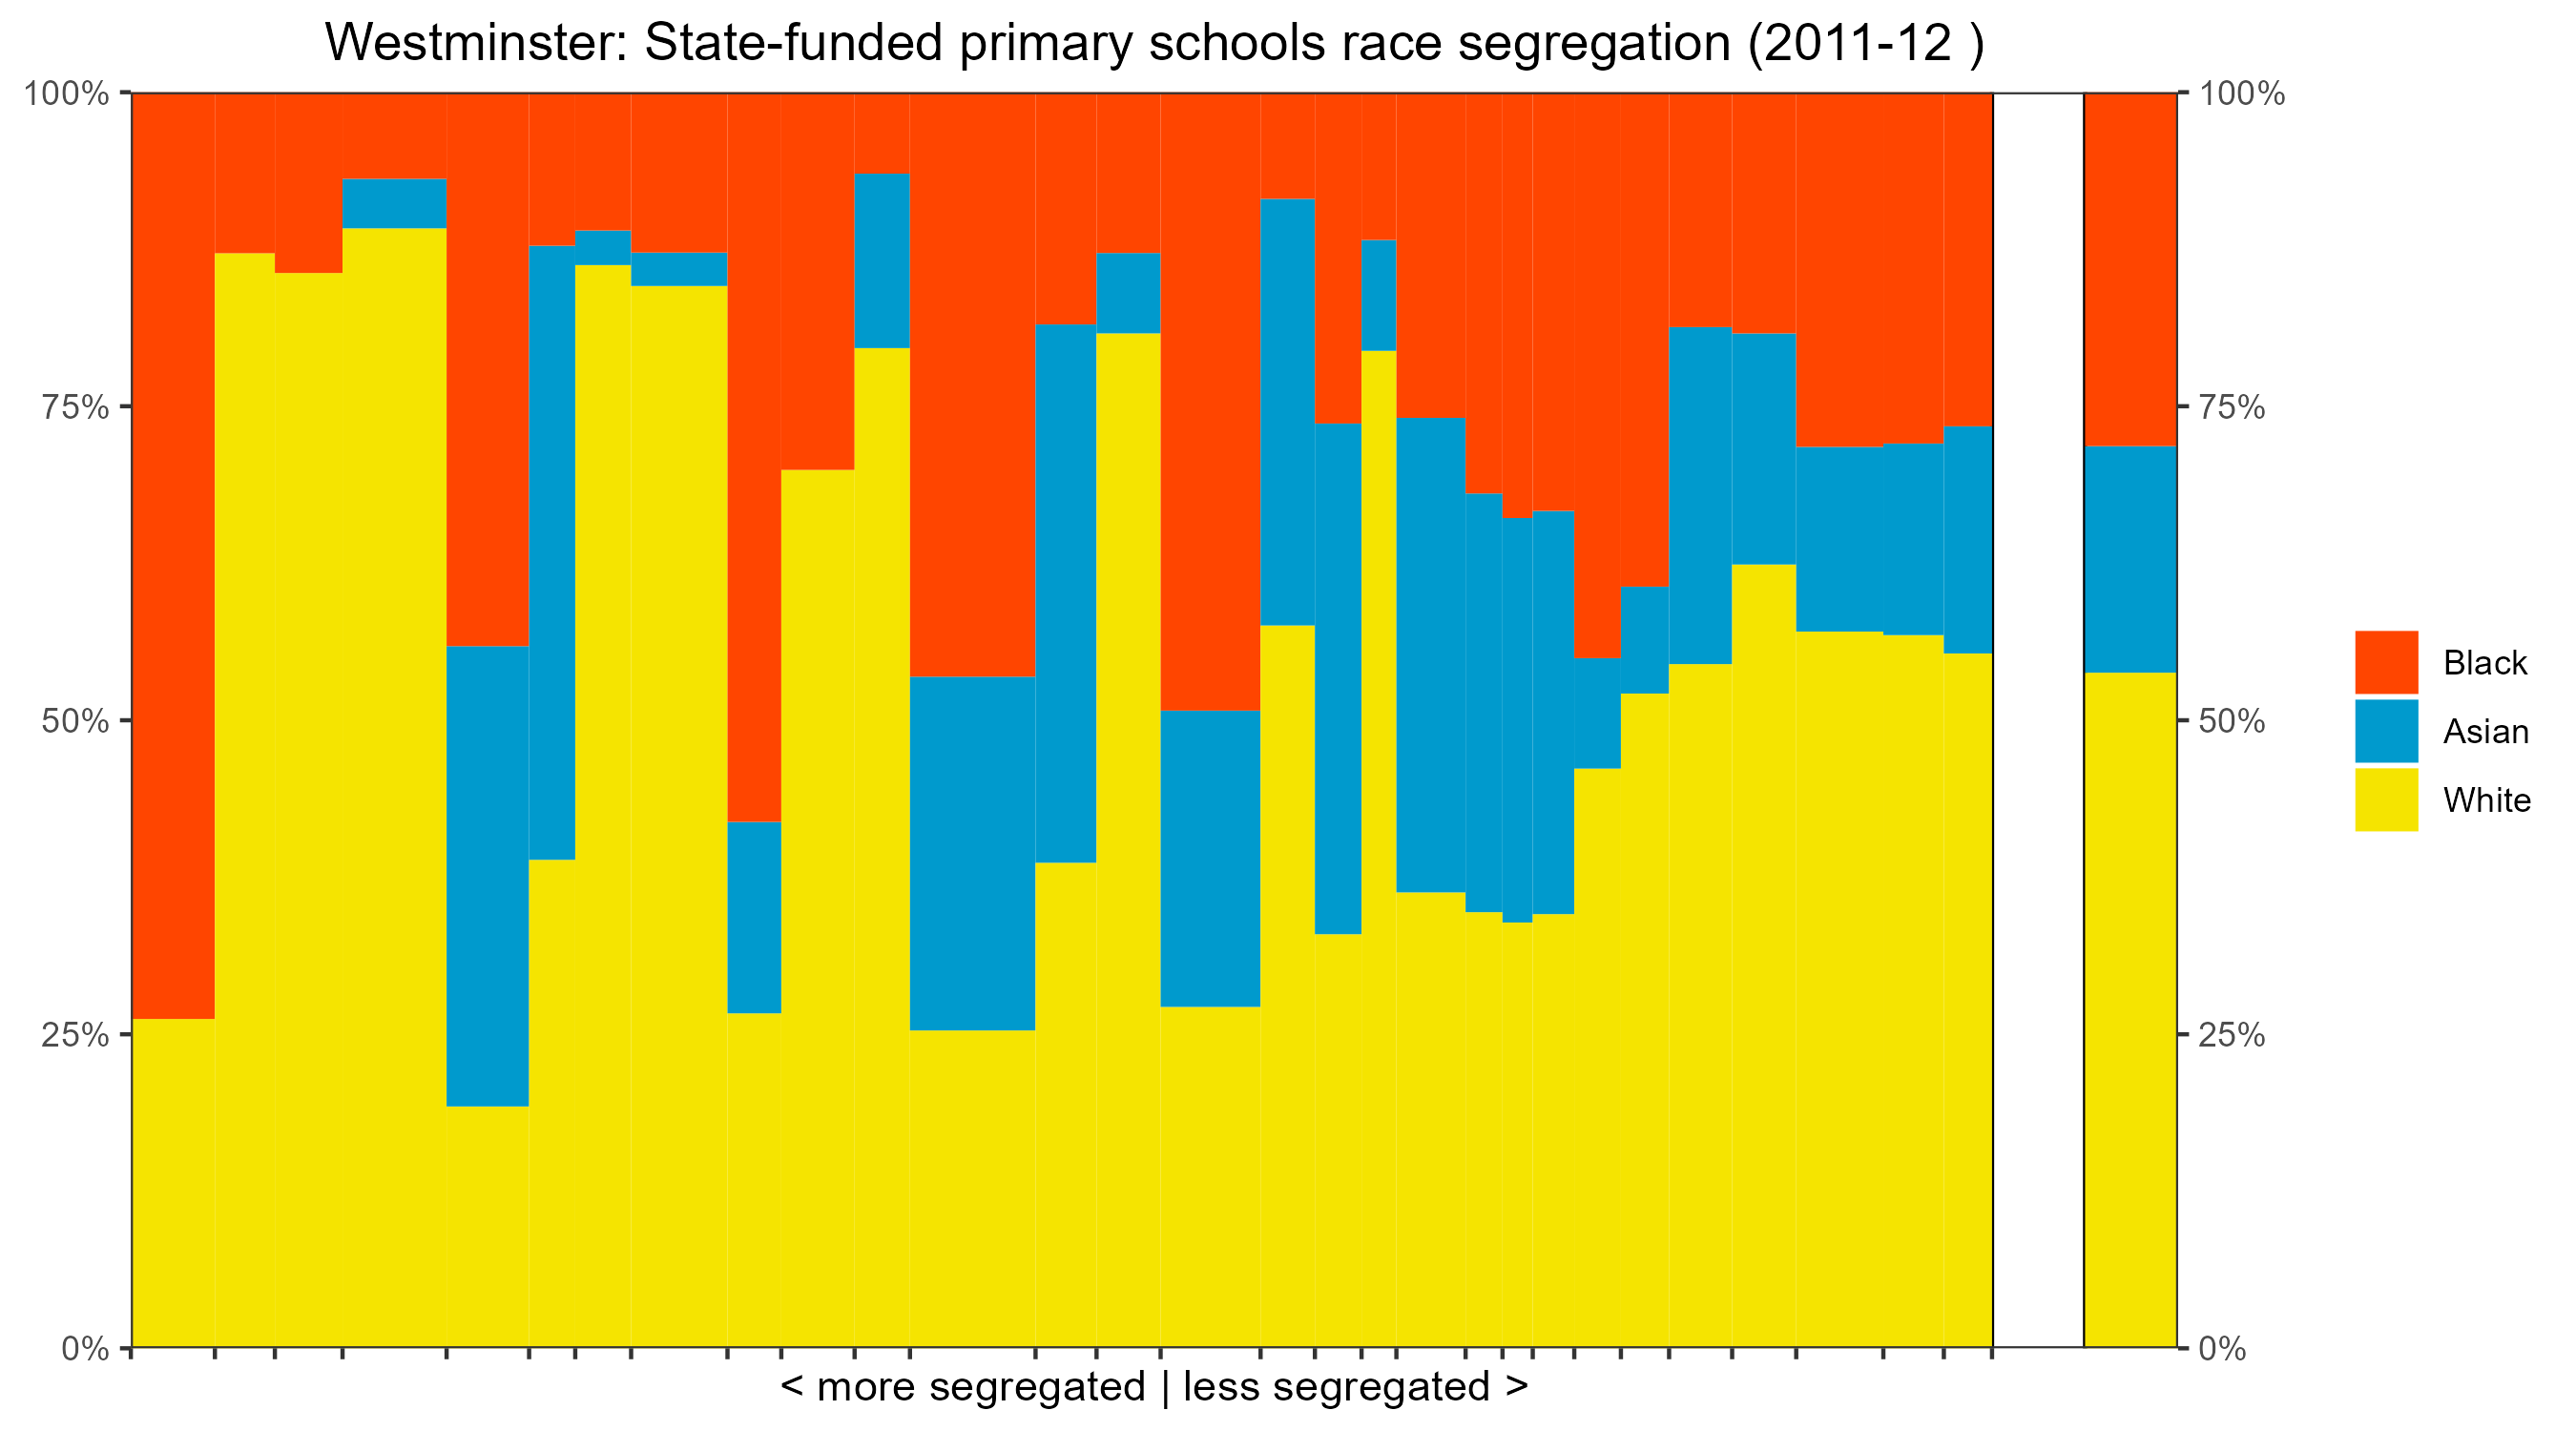 Westminster: State-funded primary schools race segregation (2011-12 )
100%
75%
50%
25%
0%
100%
75%
50%
25%
0%
Black
Asian
White
< more segregated | less segregated >